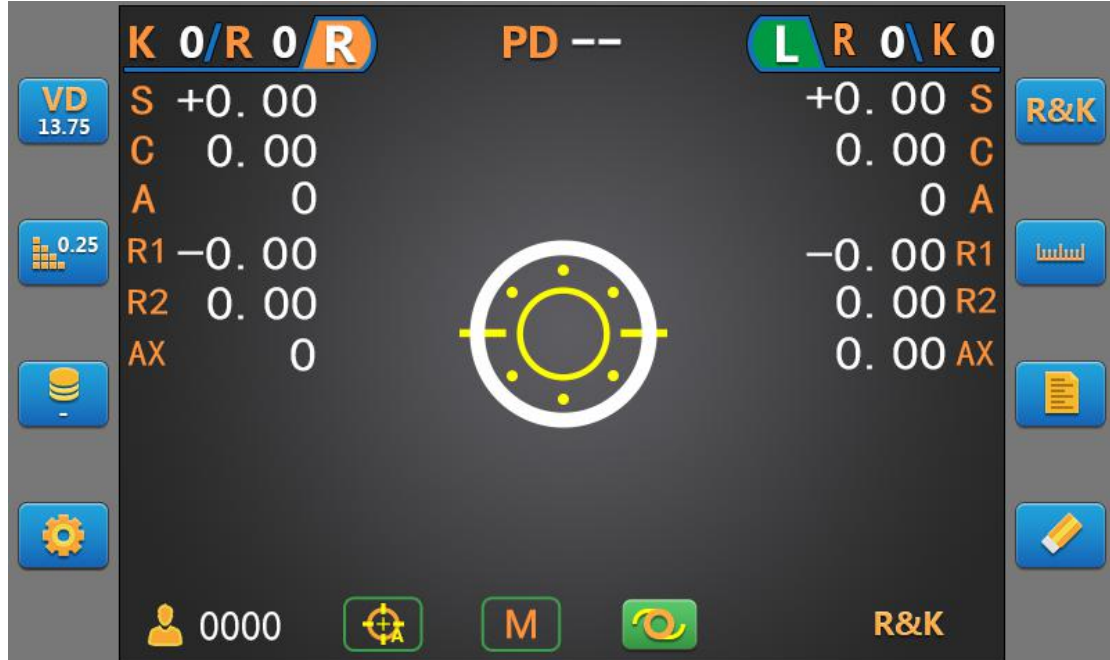 K 0/R 0/R PD -- L R 0\K 0
VD
13.75
S +0.00
C 0.00
A 0
R1 -0.00
R2 0.00
AX 0
+0.00 S
0.00 C
0 A
-0.00 R1
0.00 R2
0.00 AX
0.25
-
R&K
0000
A
M
R&K